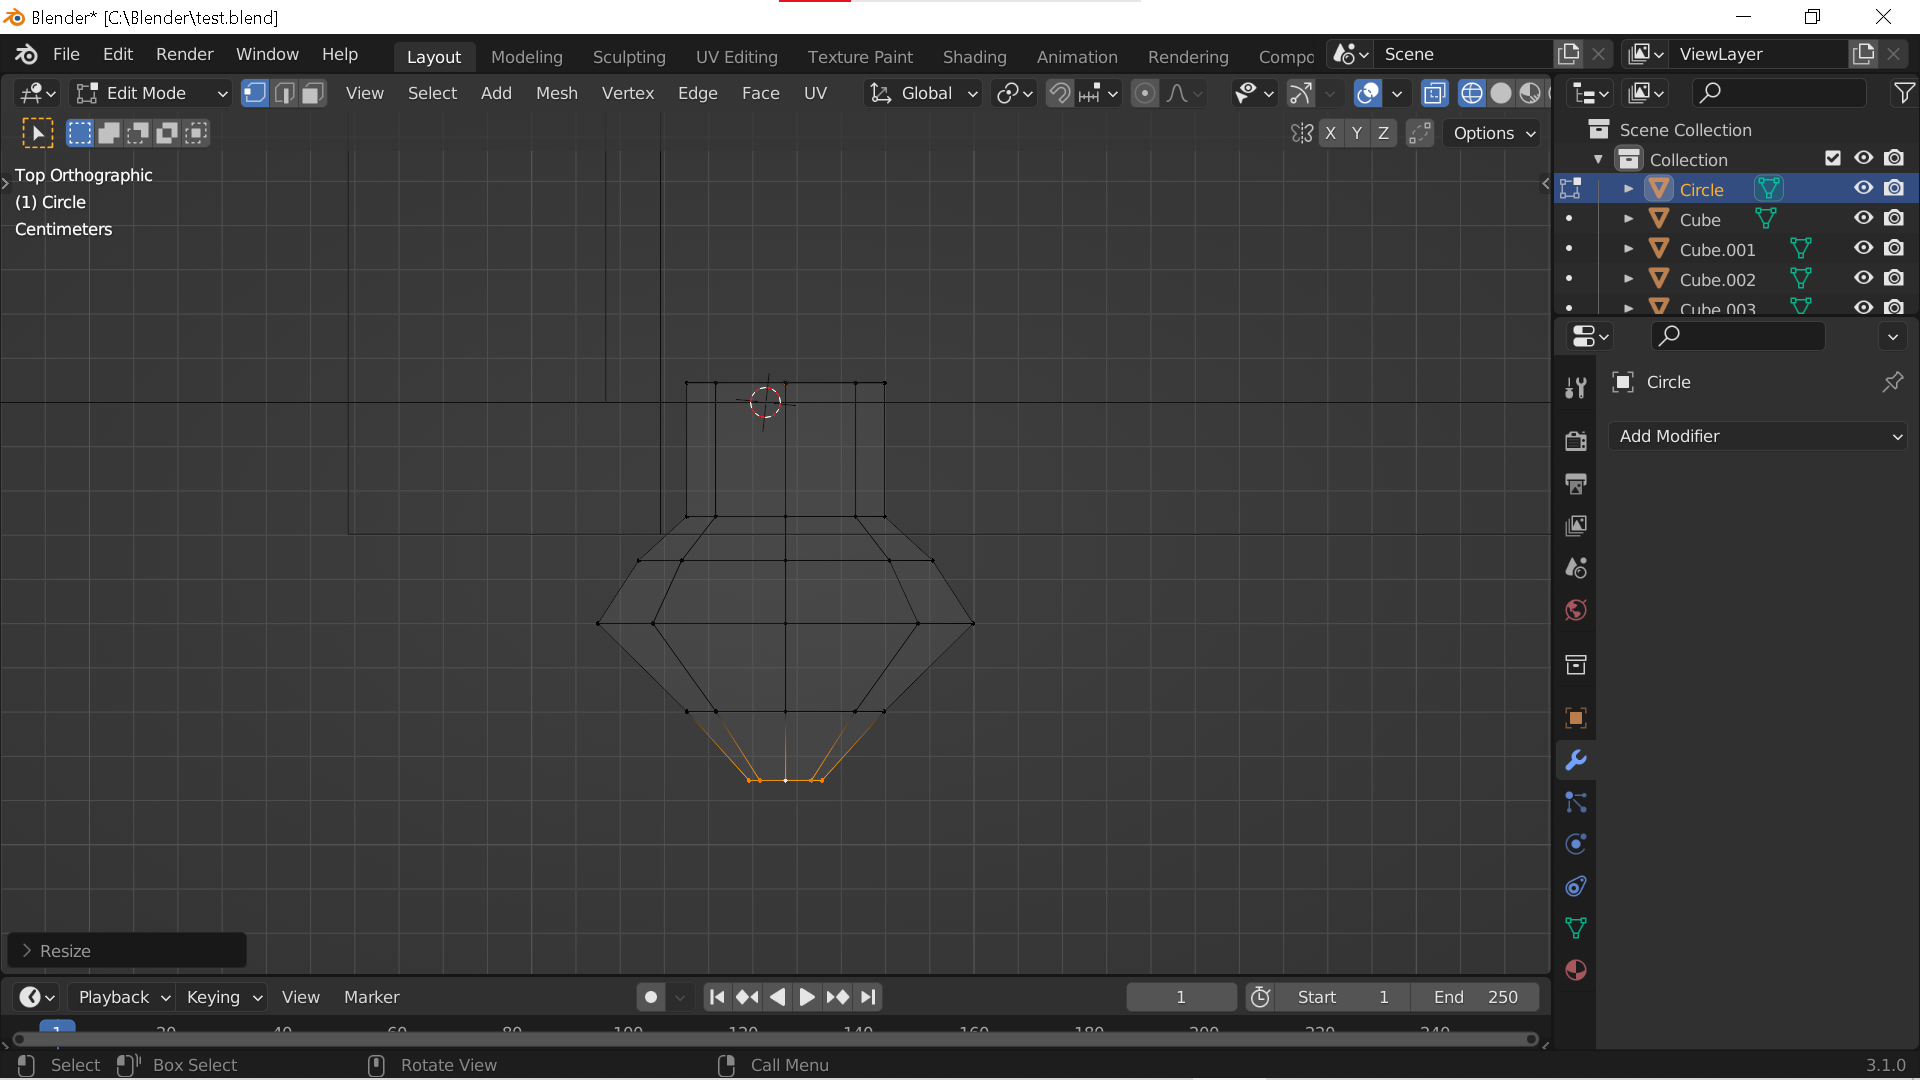 Blender* [C:\Blender\test.blend]
File Edit Render Window Help Layout Modeling Sculpting UV Editing Texture Paint Shading Animation Rendering Compo Scene ViewLayer
Edit Mode View Select Add Mesh Vertex Edge Face UV Global
X Y Z Options
Top Orthographic
(1) Circle
Centimeters
Scene Collection
Collection
Circle
Cube
Cube.001
Cube.002
Cube.003
Circle
Add Modifier
Resize
Playback Keying View Marker 1 Start 1 End 250
1 20 40 60 80 100 120 140 160 180 200 220 240
Select Box Select Rotate View Call Menu 3.1.0